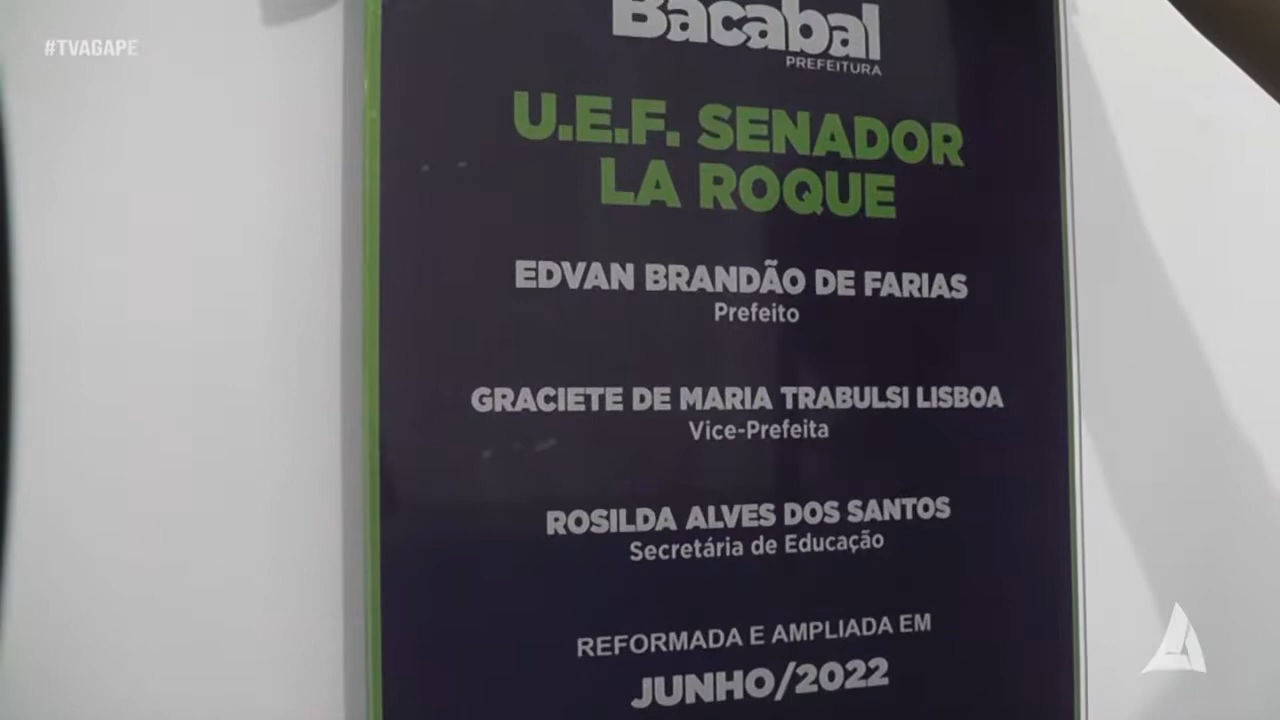 #TVAGAPE
Bacabal
PREFEITURA
U.E.F. SENADOR
LA ROQUE
EDVAN BRANDÃO DE FARIAS
Prefeito
GRACIETE DE MARIA TRABULSI LISBOA
Vice-Prefeita
ROSILDA ALVES DOS SANTOS
Secretária de Educação
REFORMADA E AMPLIADA EM
JUNHO/2022